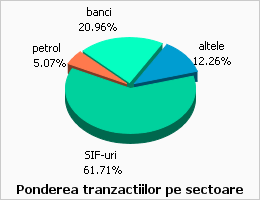 banci
20.96%
petrol
5.07%
altele
12.26%
SIF-uri
61.71%
Ponderea tranzactiilor pe sectoare